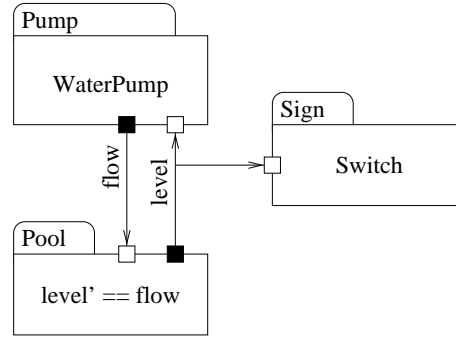 Pump
WaterPump
Sign
Switch
flow
level
Pool
level' == flow